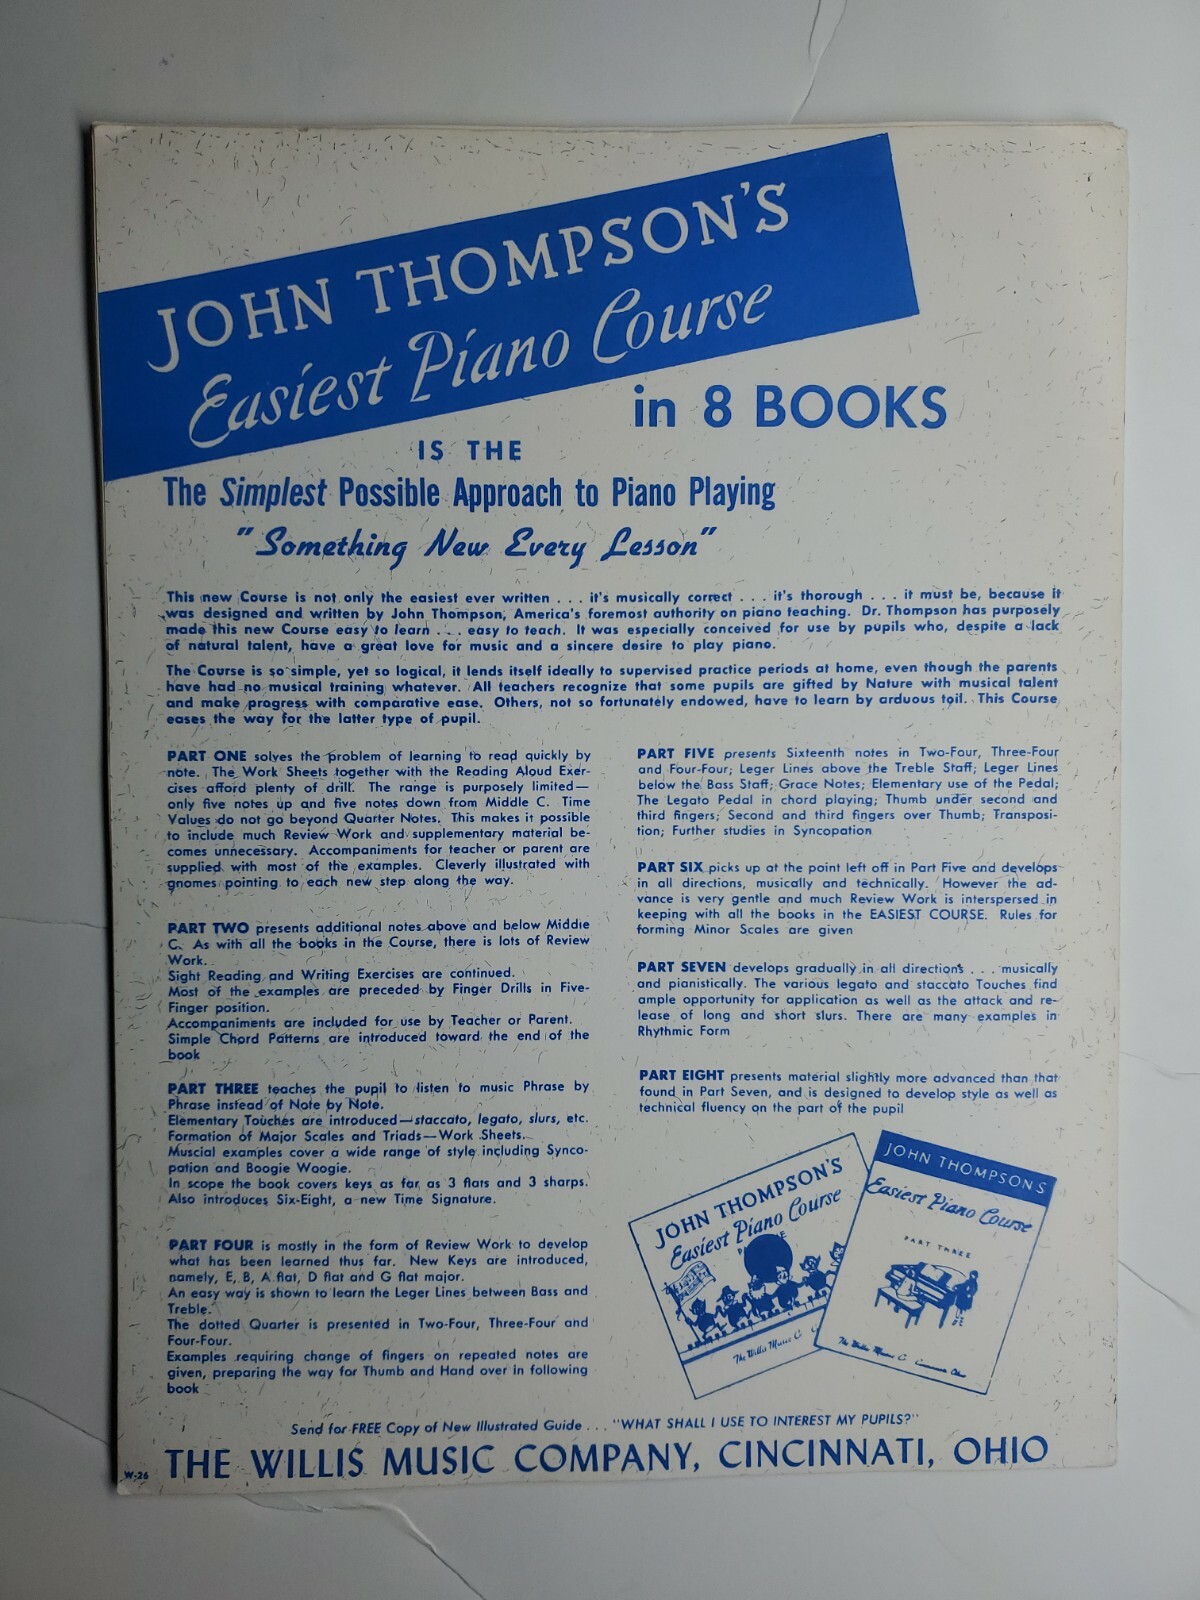 JOHN THOMPSON'S
Easiest Piano Course
in 8 BOOKS
IS THE
The Simplest Possible Approach to Piano Playing
"Something New Every Lesson"
This new Course is not only the easiest ever written . . . it's musically correct . . . it's thorough . . . it must be, because it
was designed and written by John Thompson, America's foremost authority on piano teaching. Dr. Thompson has purposely
made this new Course easy to learn . . . easy to teach. It was especially conceived for use by pupils who, despite a lack
of natural talent, have a great love for music and a sincere desire to play piano.
The Course is so simple, yet so logical, it lends itself ideally to supervised practice periods at home, even though the parents
have had no musical training whatever. All teachers recognize that some pupils are gifted by Nature with musical talent
and make progress with comparative ease. Others, not so fortunately endowed, have to learn by arduous toil. This Course
eases the way for the latter type of pupil.
PART ONE solves the problem of learning to read quickly by
note. The Work Sheets together with the Reading Aloud Exer-
cises afford plenty of drill. The range is purposely limited—
only five notes up and five notes down from Middle C. Time
Values do not go beyond Quarter Notes. This makes it possible
to include much Review Work and supplementary material be-
comes unnecessary. Accompaniments for teacher or parent are
supplied with most of the examples. Cleverly illustrated with
gnomes pointing to each new step along the way.
PART TWO presents additional notes above and below Middle
C. As with all the books in the Course, there is lots of Review
Work.
Sight Reading and Writing Exercises are continued.
Most of the examples are preceded by Finger Drills in Five-
Finger position.
Accompaniments are included for use by Teacher or Parent.
Simple Chord Patterns are introduced toward the end of the
book
PART THREE teaches the pupil to listen to music Phrase by
Phrase instead of Note by Note.
Elementary Touches are introduced—staccato, legato, slurs, etc.
Formation of Major Scales and Triads—Work Sheets.
Muscial examples cover a wide range of style including Synco-
pation and Boogie Woogie.
In scope the book covers keys as far as 3 flats and 3 sharps.
Also introduces Six-Eight, a new Time Signature.
PART FOUR is mostly in the form of Review Work to develop
what has been learned thus far. New Keys are introduced,
namely, E, B, A flat, D flat and G flat major.
An easy way is shown to learn the Leger Lines between Bass and
Treble.
The dotted Quarter is presented in Two-Four, Three-Four and
Four-Four.
Examples requiring change of fingers on repeated notes are
given, preparing the way for Thumb and Hand over in following
book
PART FIVE presents Sixteenth notes in Two-Four, Three-Four
and Four-Four; Leger Lines above the Treble Staff; Leger Lines
below the Bass Staff; Grace Notes; Elementary use of the Pedal;
The Legato Pedal in chord playing; Thumb under second and
third fingers; Second and third fingers over Thumb; Transposi-
tion; Further studies in Syncopation
PART SIX picks up at the point left off in Part Five and develops
in all directions, musically and technically. However the ad-
vance is very gentle and much Review Work is interspersed in
keeping with all the books in the EASIEST COURSE. Rules for
forming Minor Scales are given
PART SEVEN develops gradually in all directions . . . musically
and pianistically. The various legato and staccato Touches find
ample opportunity for application as well as the attack and re-
lease of long and short slurs. There are many examples in
Rhythmic Form
PART EIGHT presents material slightly more advanced than that
found in Part Seven, and is designed to develop style as well as
technical fluency on the part of the pupil
JOHN THOMPSON'S
Easiest Piano Course
The Willis Music Co.
JOHN THOMPSON'S
Easiest Piano Course
PART THREE
The Willis Music Co. Cincinnati Ohio
Send for FREE Copy of New Illustrated Guide . . . "WHAT SHALL I USE TO INTEREST MY PUPILS?"
W-26 THE WILLIS MUSIC COMPANY, CINCINNATI, OHIO